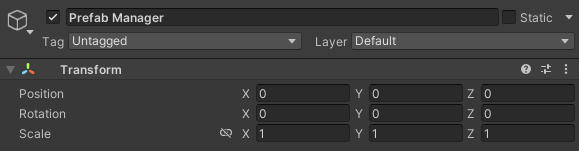 Prefab Manager Static
Tag Untagged Layer Default
Transform
Position X 0 Y 0 Z 0
Rotation X 0 Y 0 Z 0
Scale X 1 Y 1 Z 1